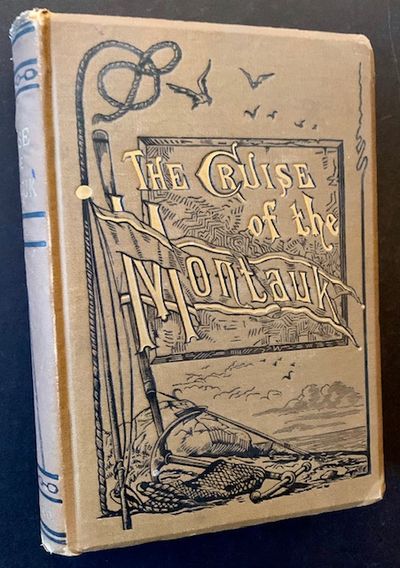 THE CRUISE
of the
Montauk